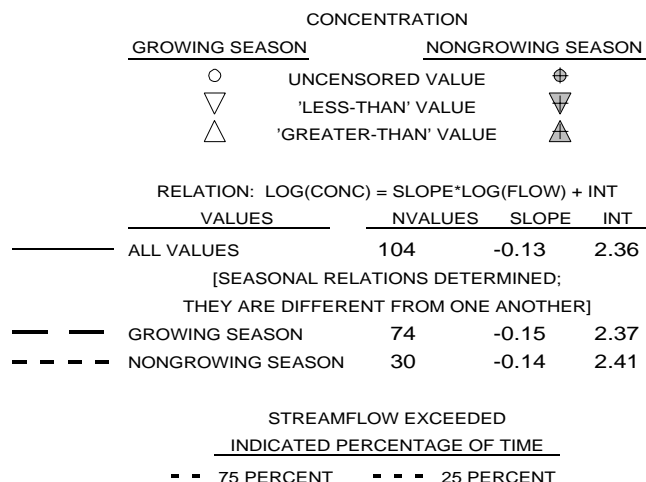 CONCENTRATION
GROWING SEASON NONGROWING SEASON
UNCENSORED VALUE
'LESS-THAN' VALUE
'GREATER-THAN' VALUE
RELATION: LOG(CONC) = SLOPE*LOG(FLOW) + INT
VALUES NVALUES SLOPE INT
ALL VALUES 104 -0.13 2.36
[SEASONAL RELATIONS DETERMINED;
THEY ARE DIFFERENT FROM ONE ANOTHER]
GROWING SEASON 74 -0.15 2.37
NONGROWING SEASON 30 -0.14 2.41
STREAMFLOW EXCEEDED
INDICATED PERCENTAGE OF TIME
75 PERCENT 25 PERCENT